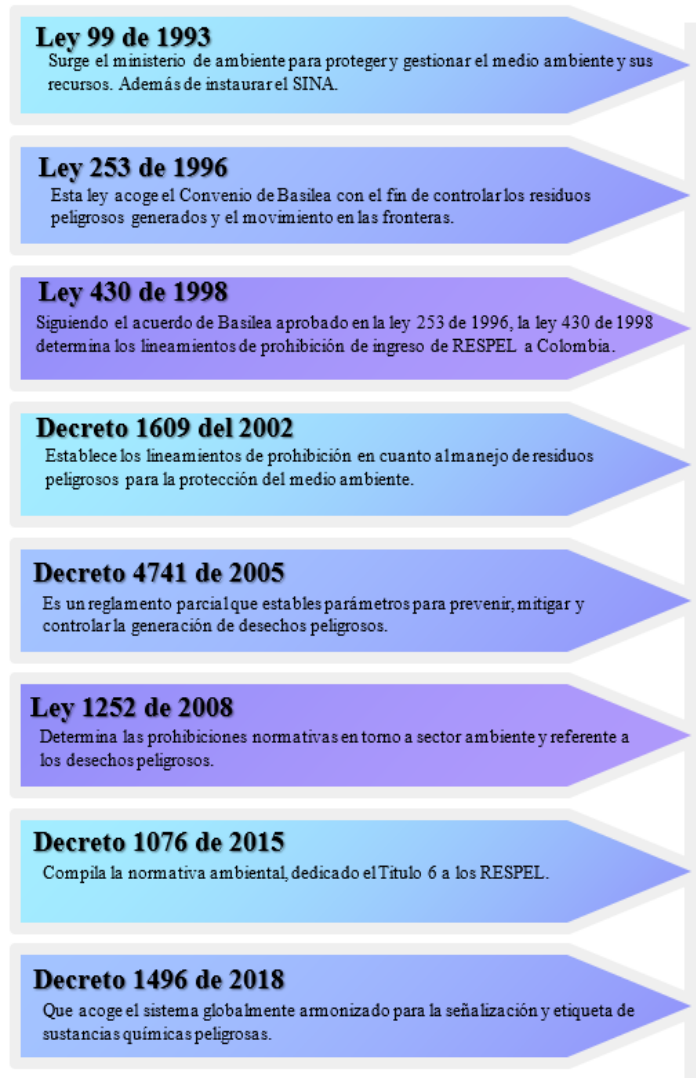 Ley 99 de 1993
Surge el ministerio de ambiente para proteger y gestionar el medio ambiente y sus
recursos. Además de instaurar el SINA.
Ley 253 de 1996
Esta ley acoge el Convenio de Basilea con el fin de controlar los residuos
peligrosos generados y el movimiento en las fronteras.
Ley 430 de 1998
Siguiendo el acuerdo de Basilea aprobado en la ley 253 de 1996, la ley 430 de 1998
determina los lineamientos de prohibición de ingreso de RESPEL a Colombia.
Decreto 1609 del 2002
Establece los lineamientos de prohibición en cuanto al manejo de residuos
peligrosos para la protección del medio ambiente.
Decreto 4741 de 2005
Es un reglamento parcial que estables parámetros para prevenir, mitigar y
controlar la generación de desechos peligrosos.
Ley 1252 de 2008
Determina las prohibiciones normativas en torno a sector ambiente y referente a
los desechos peligrosos.
Decreto 1076 de 2015
Compila la normativa ambiental, dedicado el Titulo 6 a los RESPEL.
Decreto 1496 de 2018
Que acoge el sistema globalmente armonizado para la señalización y etiqueta de
sustancias químicas peligrosas.